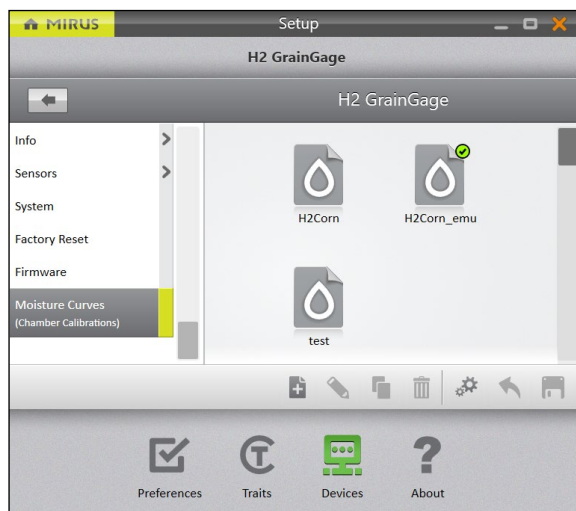 MIRUS
Setup
H2 GrainGage
H2 GrainGage
Info
Sensors
System
Factory Reset
Firmware
Moisture Curves
(Chamber Calibrations)
H2Corn
H2Corn_emu
test
Preferences
Traits
Devices
About